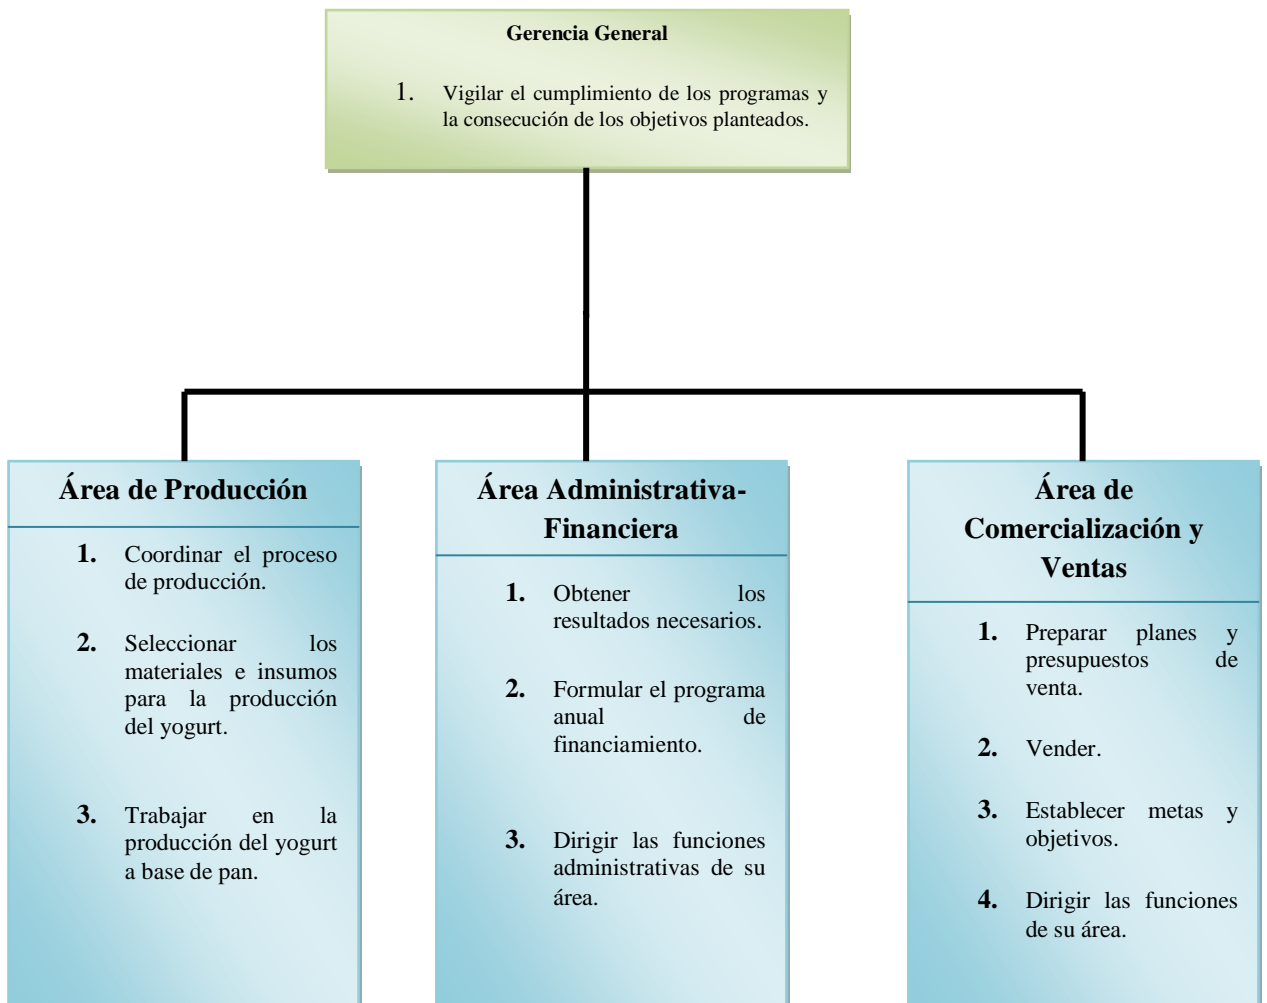 Gerencia General
1. Vigilar el cumplimiento de los programas y
la consecución de los objetivos planteados.
Área de Producción
1. Coordinar el proceso
de producción.
2. Seleccionar los
materiales e insumos
para la producción
del yogurt.
3. Trabajar en la
producción del yogurt
a base de pan.
Área Administrativa-
Financiera
1. Obtener los
resultados necesarios.
2. Formular el programa
anual de
financiamiento.
3. Dirigir las funciones
administrativas de su
área.
Área de
Comercialización y
Ventas
1. Preparar planes y
presupuestos de
venta.
2. Vender.
3. Establecer metas y
objetivos.
4. Dirigir las funciones
de su área.